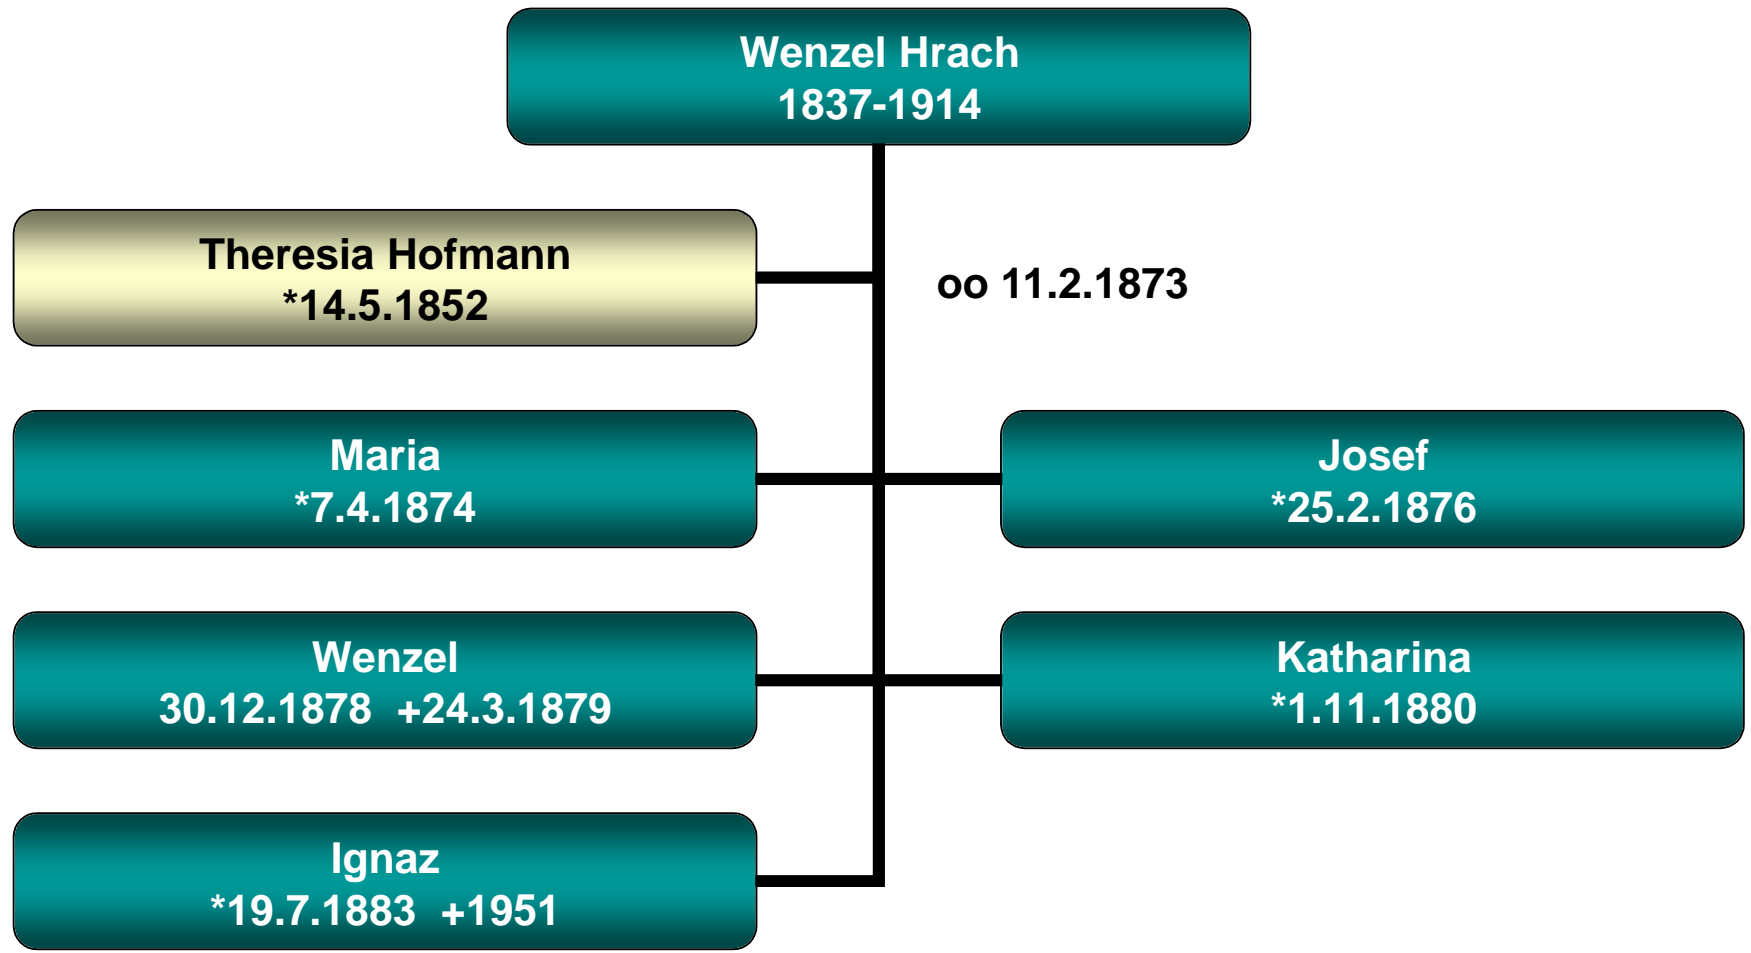 Wenzel Hrach
1837-1914
Theresia Hofmann
*14.5.1852
oo 11.2.1873
Maria
*7.4.1874
Josef
*25.2.1876
Wenzel
30.12.1878  +24.3.1879
Katharina
*1.11.1880
Ignaz
*19.7.1883  +1951